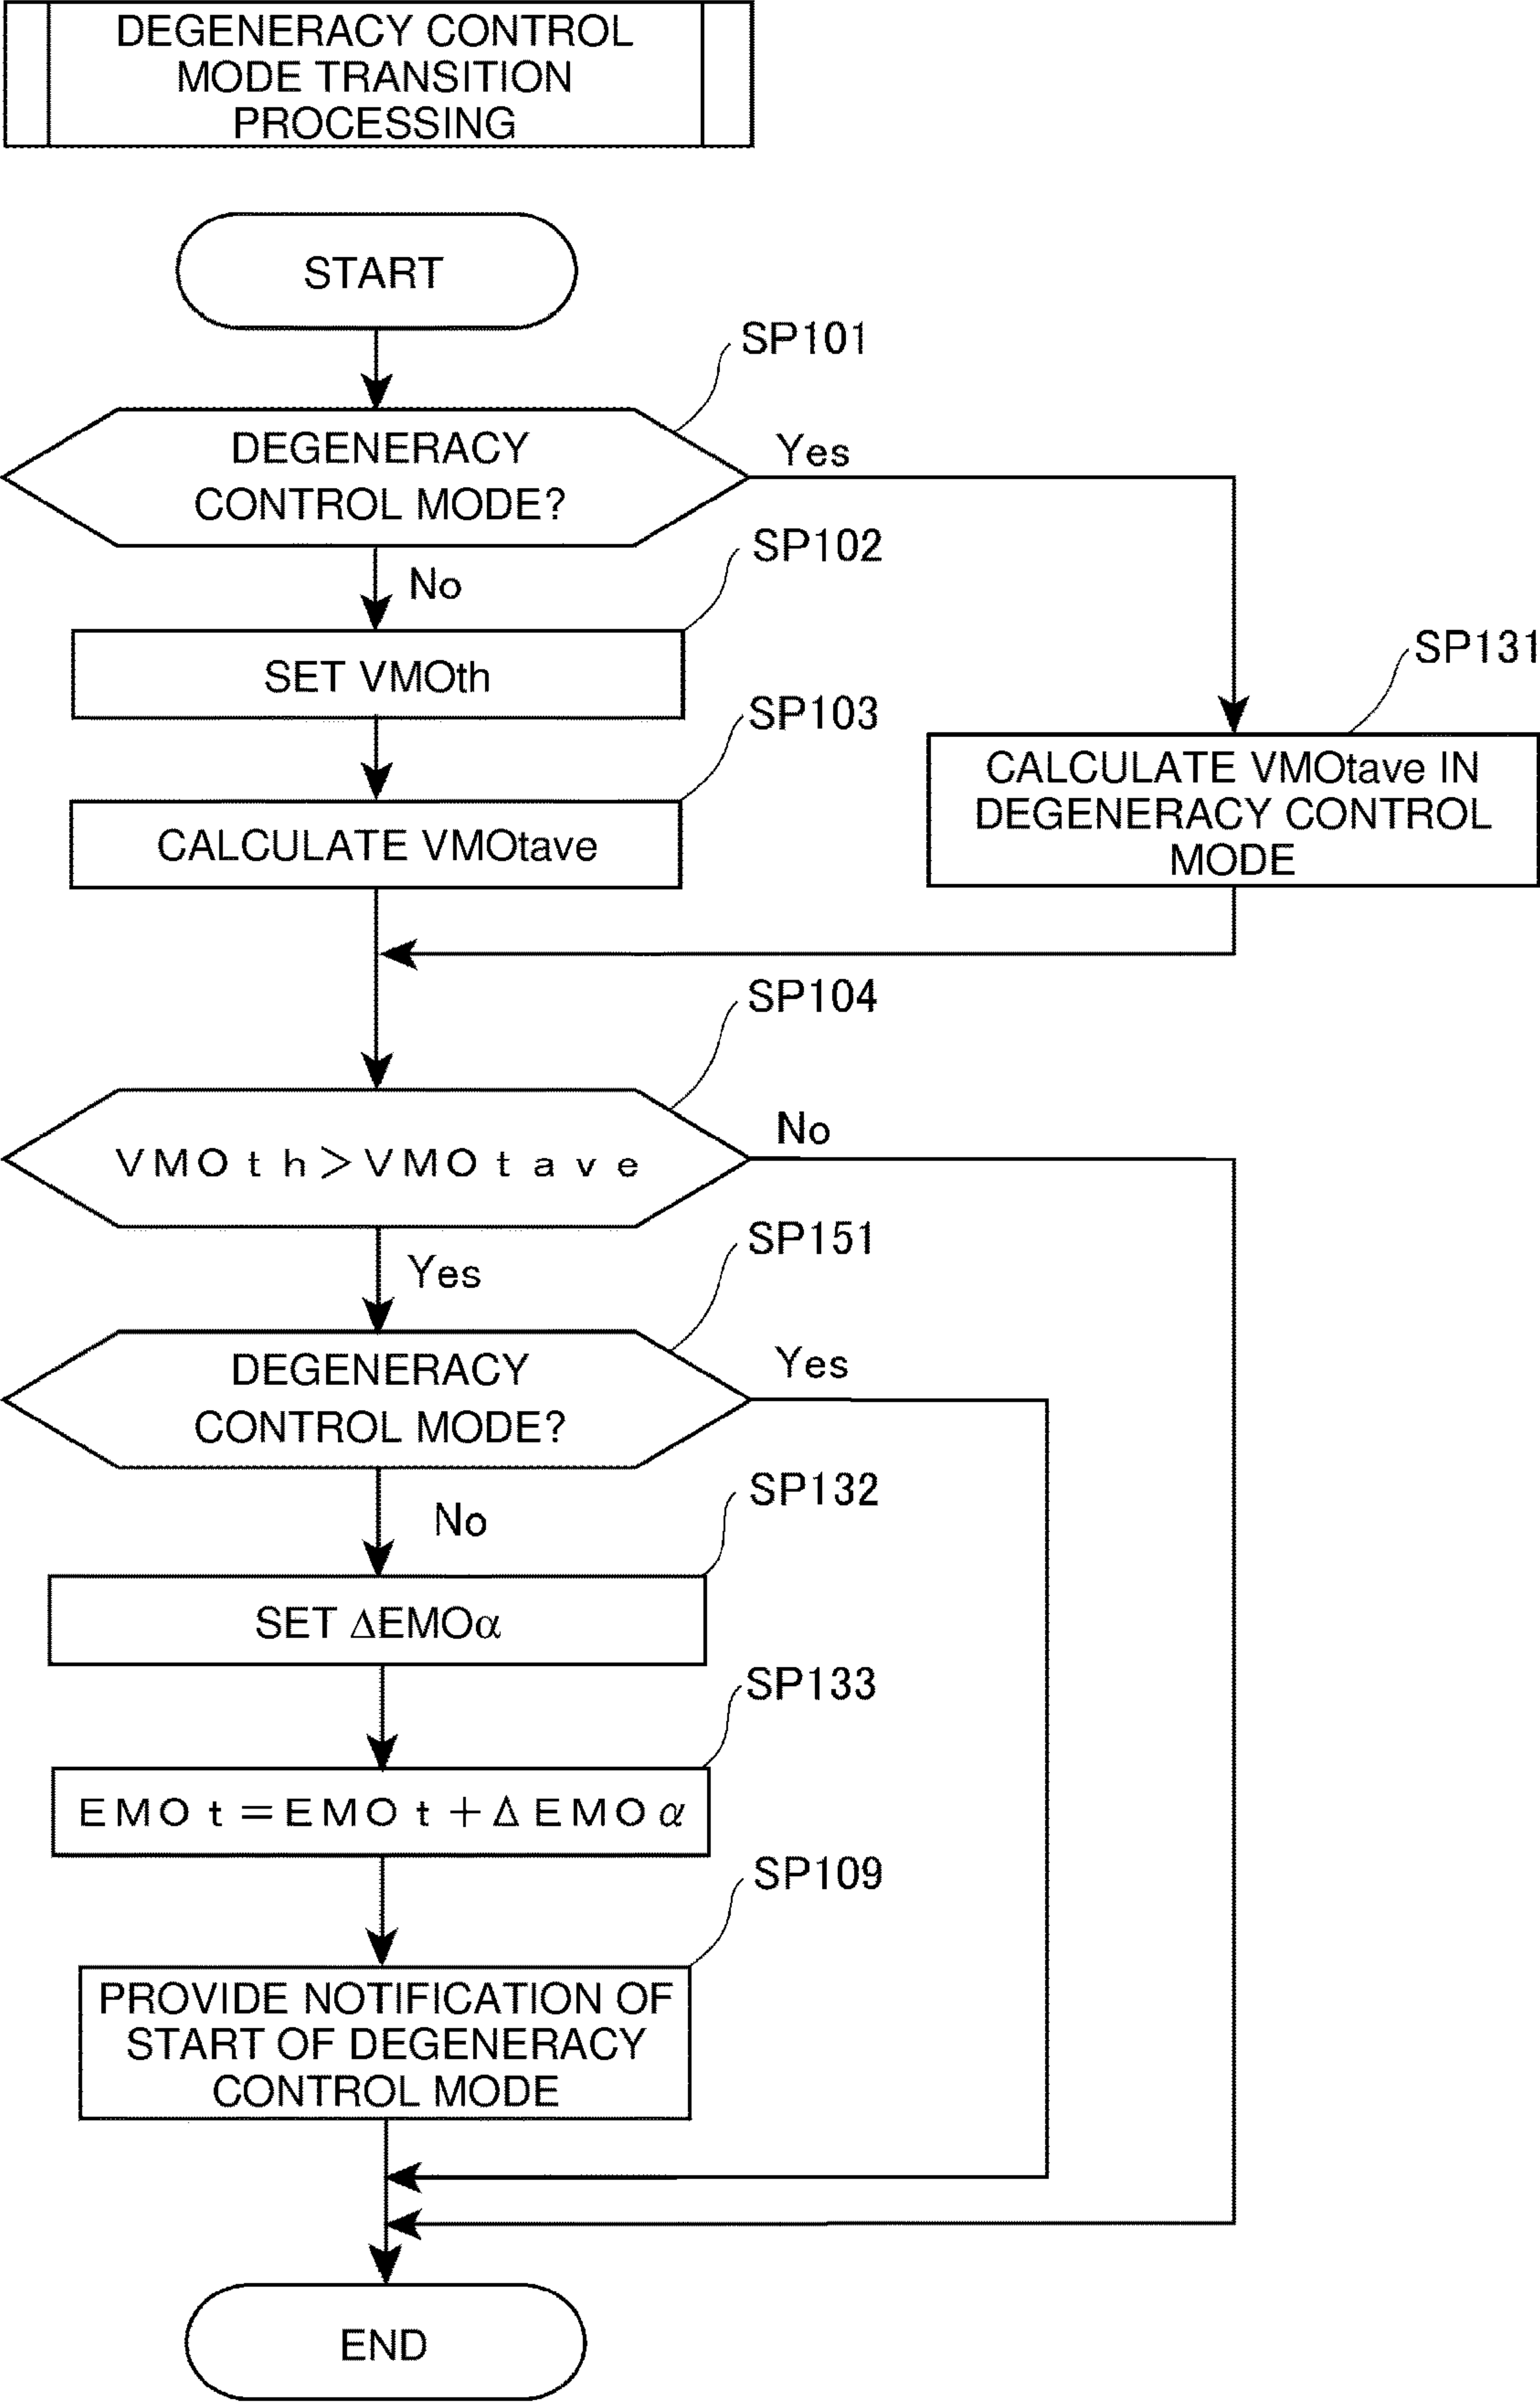 DEGENERACY CONTROL
MODE TRANSITION
PROCESSING
START
SP101
DEGENERACY
CONTROL MODE?
Yes
No
SP102
SET VMOth
SP103
CALCULATE VMOtave
SP131
CALCULATE VMOtave IN
DEGENERACY CONTROL
MODE
SP104
VMOth>VMOtave
No
Yes
SP151
DEGENERACY
CONTROL MODE?
Yes
No
SP132
SET ΔEMOα
SP133
EMOt=EMOt+ΔEMOα
SP109
PROVIDE NOTIFICATION OF
START OF DEGENERACY
CONTROL MODE
END